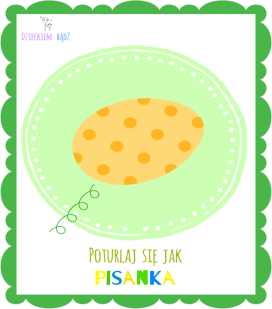 Dzieckiem bądź
Poturlaj się jak
PISANKA